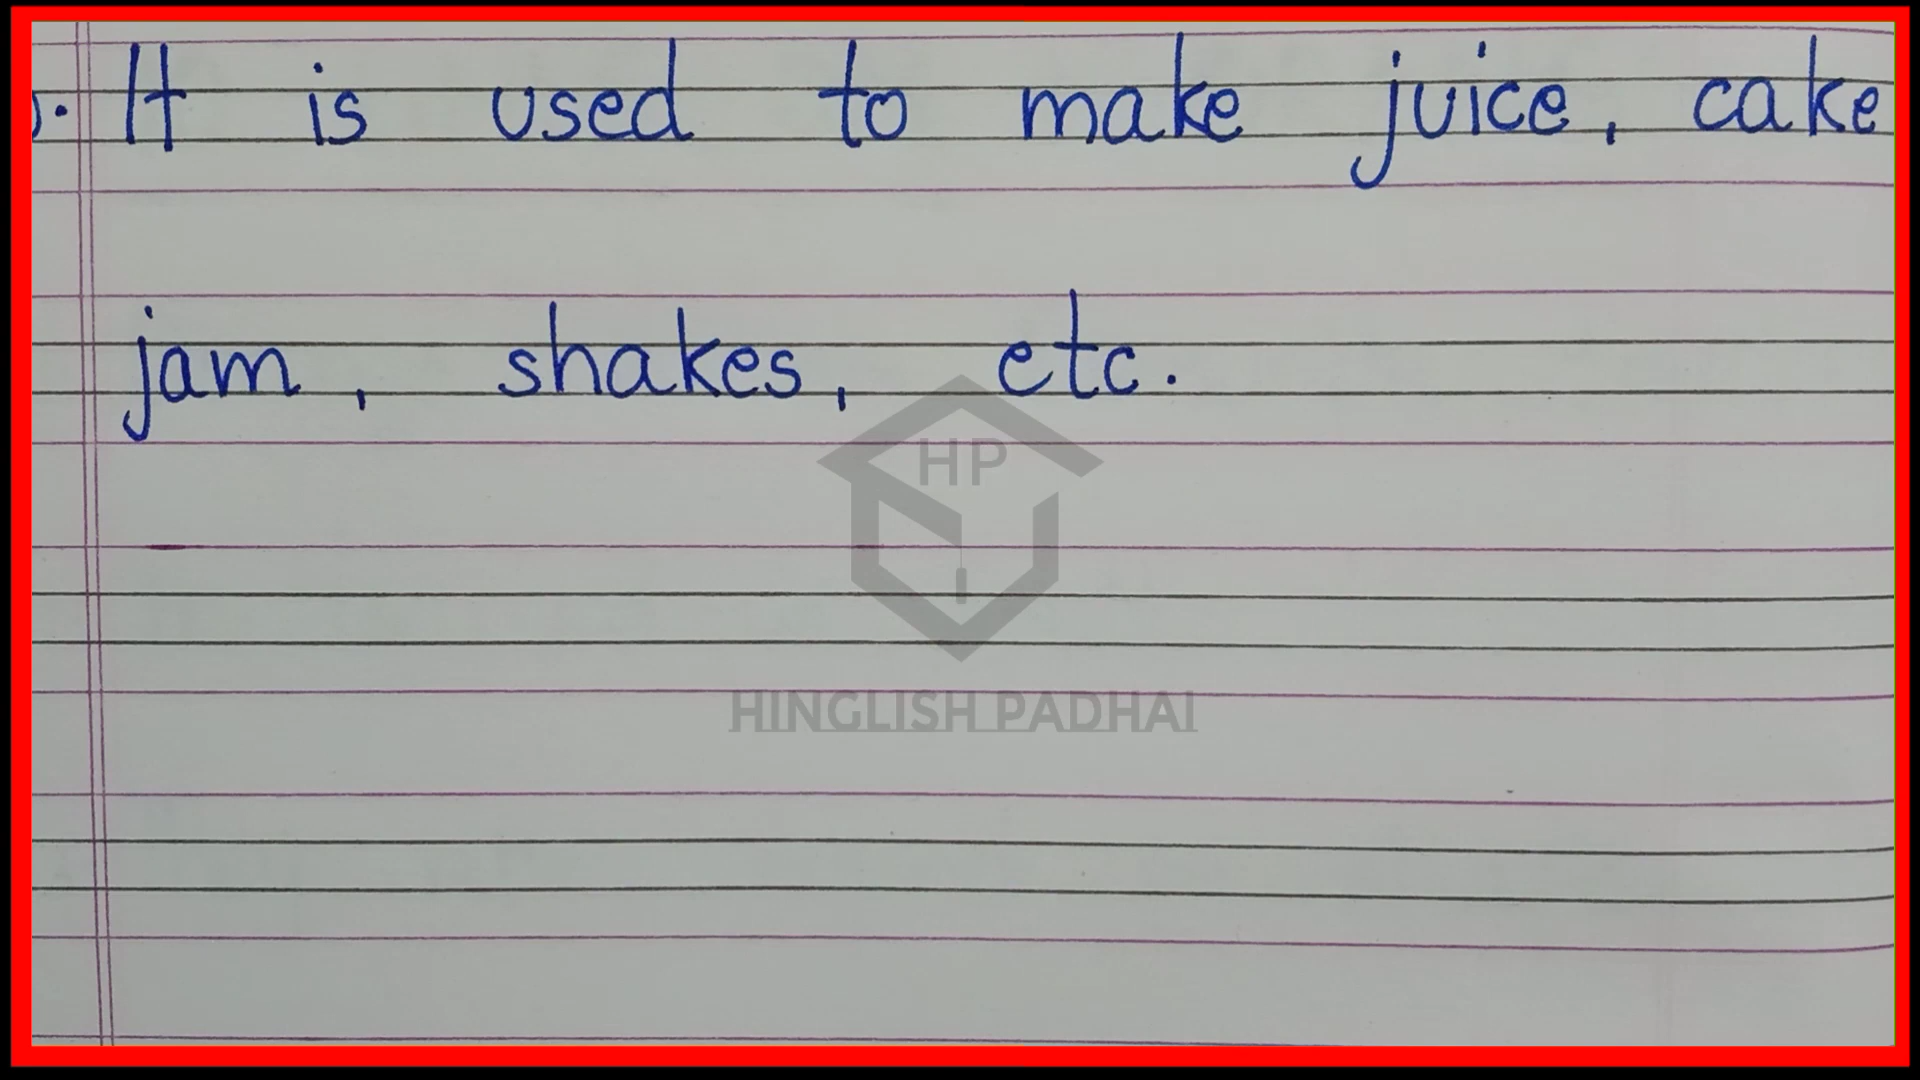 . It is used to make juice, cake
jam, shakes, etc.
HP
HINGLISH PADHAI